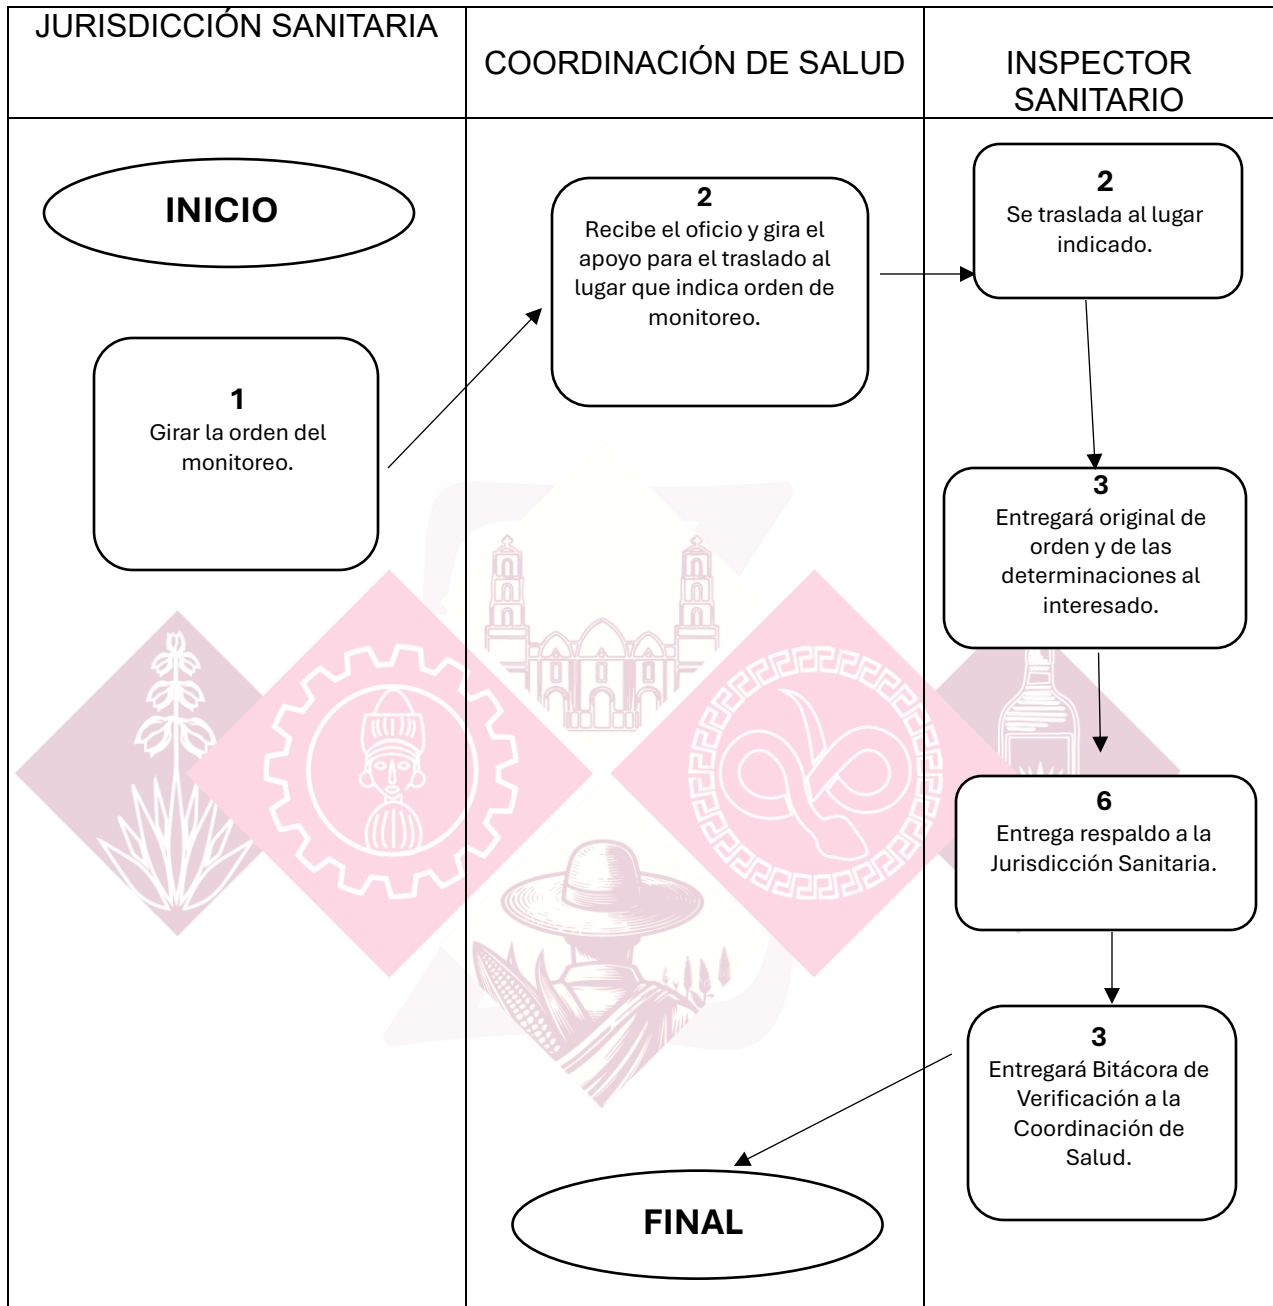 JURISDICCIÓN SANITARIA
COORDINACIÓN DE SALUD
INSPECTOR
SANITARIO
INICIO
1
Girar la orden del
monitoreo.
2
Recibe el oficio y gira el
apoyo para el traslado al
lugar que indica orden de
monitoreo.
2
Se traslada al lugar
indicado.
3
Entregará original de
orden y de las
determinaciones al
interesado.
6
Entrega respaldo a la
Jurisdicción Sanitaria.
3
Entregará Bitácora de
Verificación a la
Coordinación de
Salud.
FINAL